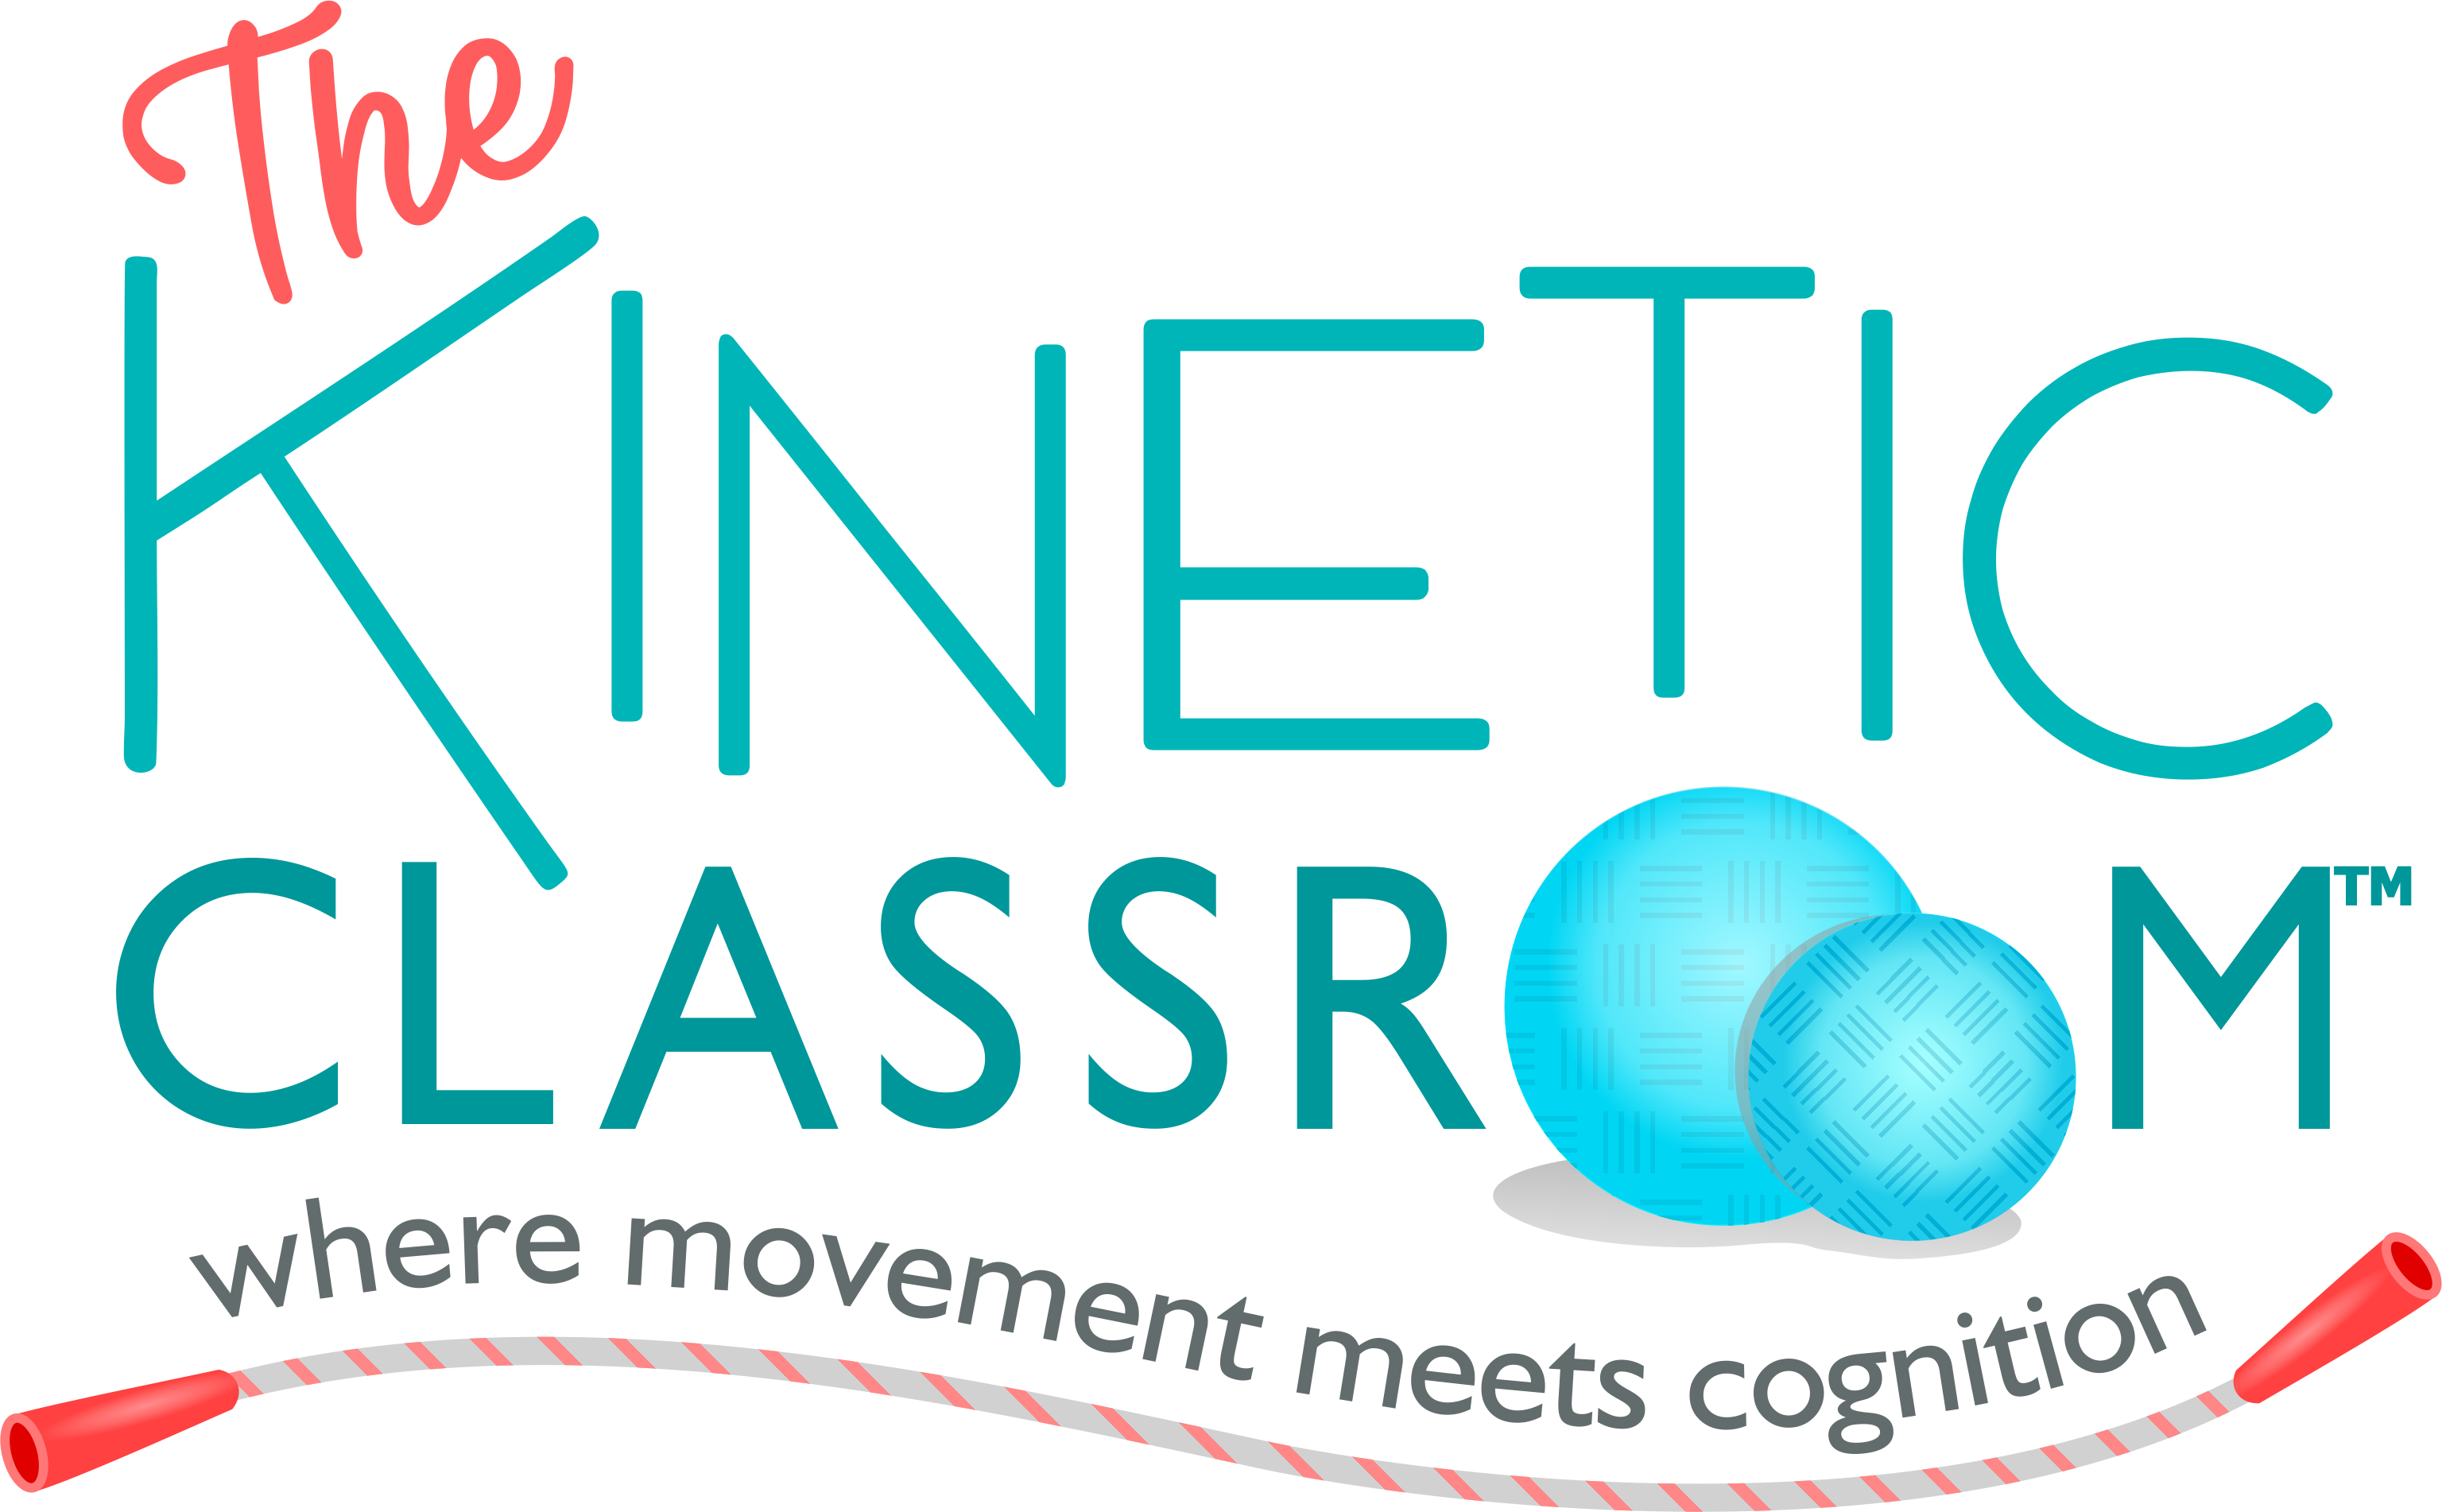 The
KINETIC
CLASSROOM™
where movement meets cognition